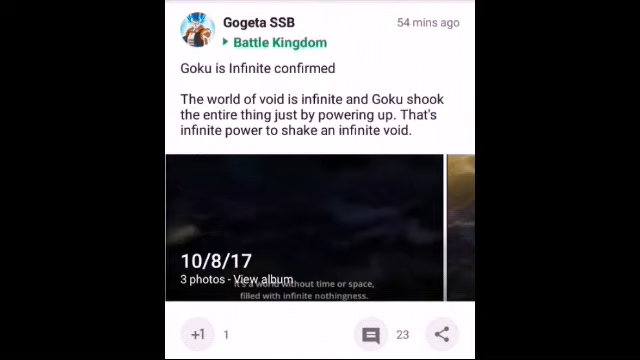 Gogeta SSB
54 mins ago
Battle Kingdom
Goku is Infinite confirmed
The world of void is infinite and Goku shook
the entire thing just by powering up. That's
infinite power to shake an infinite void.
10/8/17
3 photos - View album
It's a world without time or space,
filled with infinite nothingness.
+1
1
23